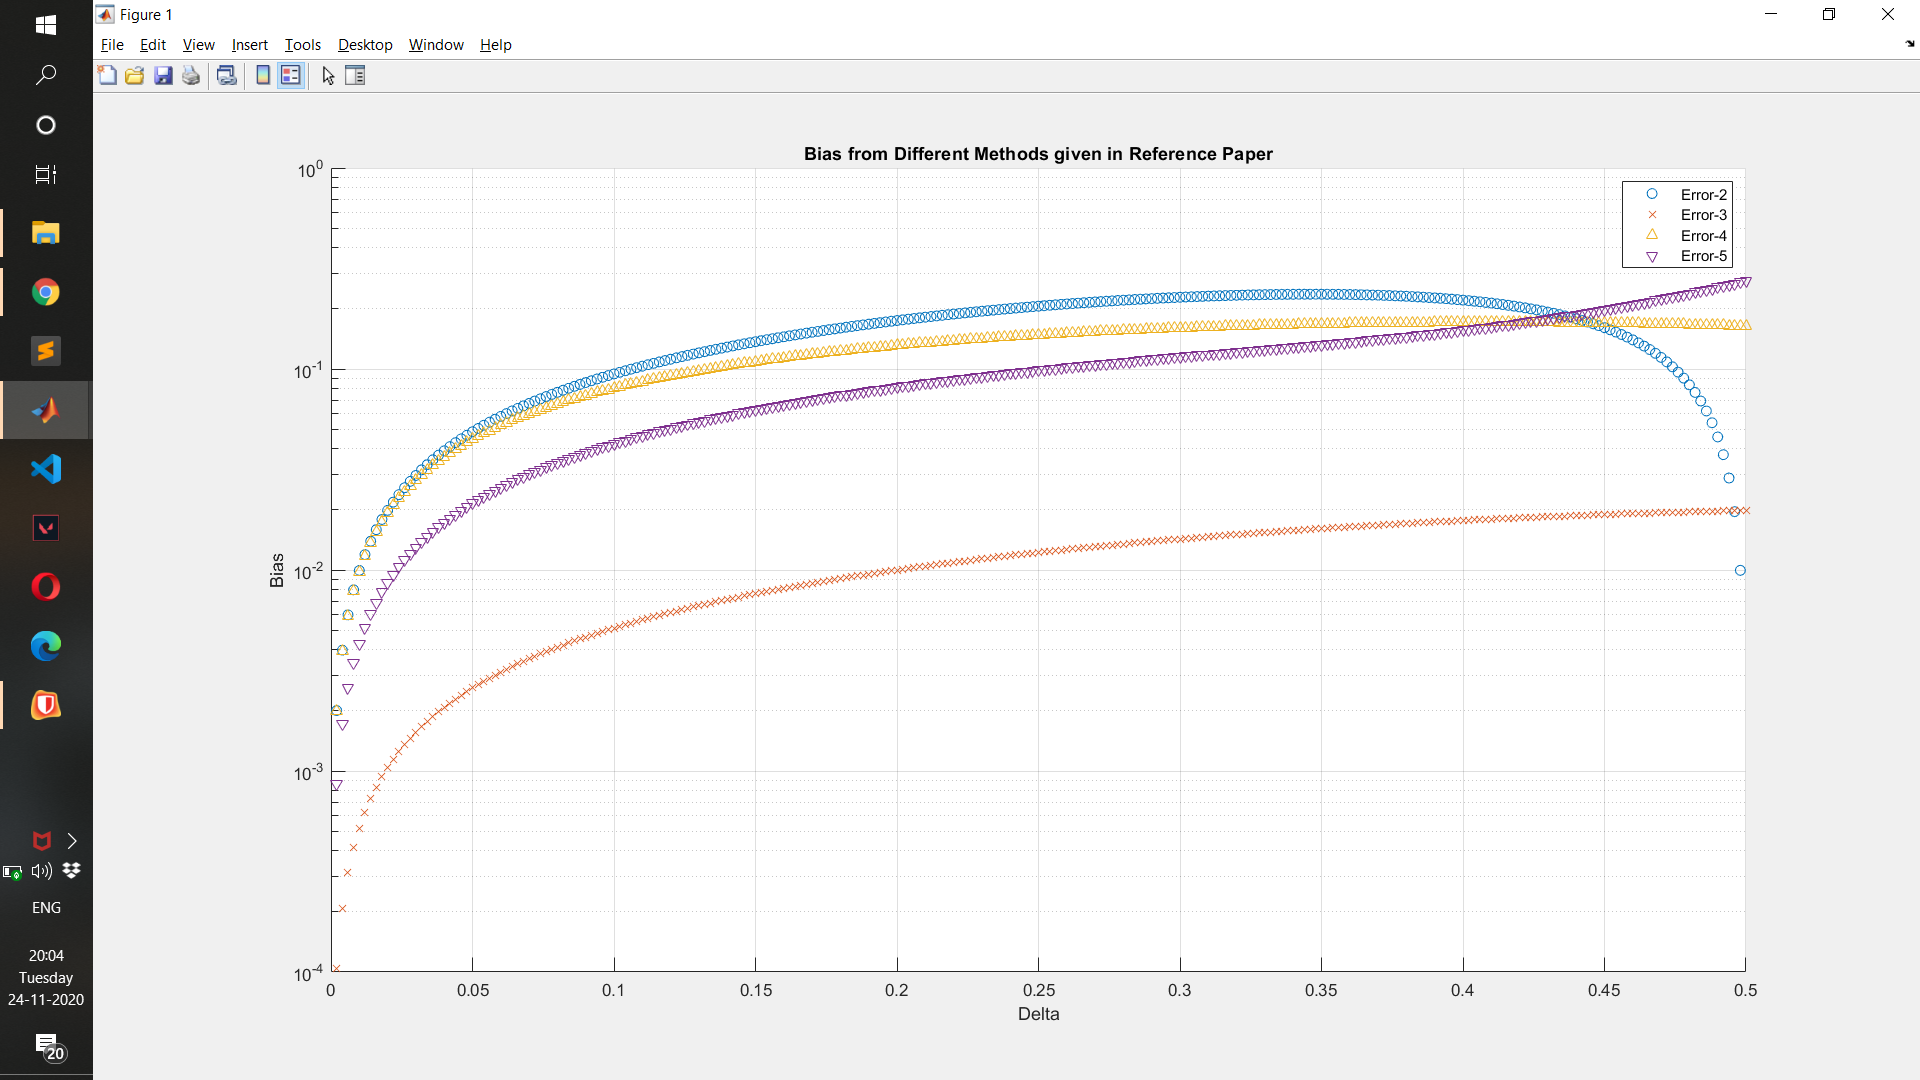 Figure 1
File Edit View Insert Tools Desktop Window Help
Bias from Different Methods given in Reference Paper
Error-2
Error-3
Error-4
Error-5
10^0
10^-1
10^-2
10^-3
10^-4
Bias
0 0.05 0.1 0.15 0.2 0.25 0.3 0.35 0.4 0.45 0.5
Delta
ENG
20:04
Tuesday
24-11-2020
20